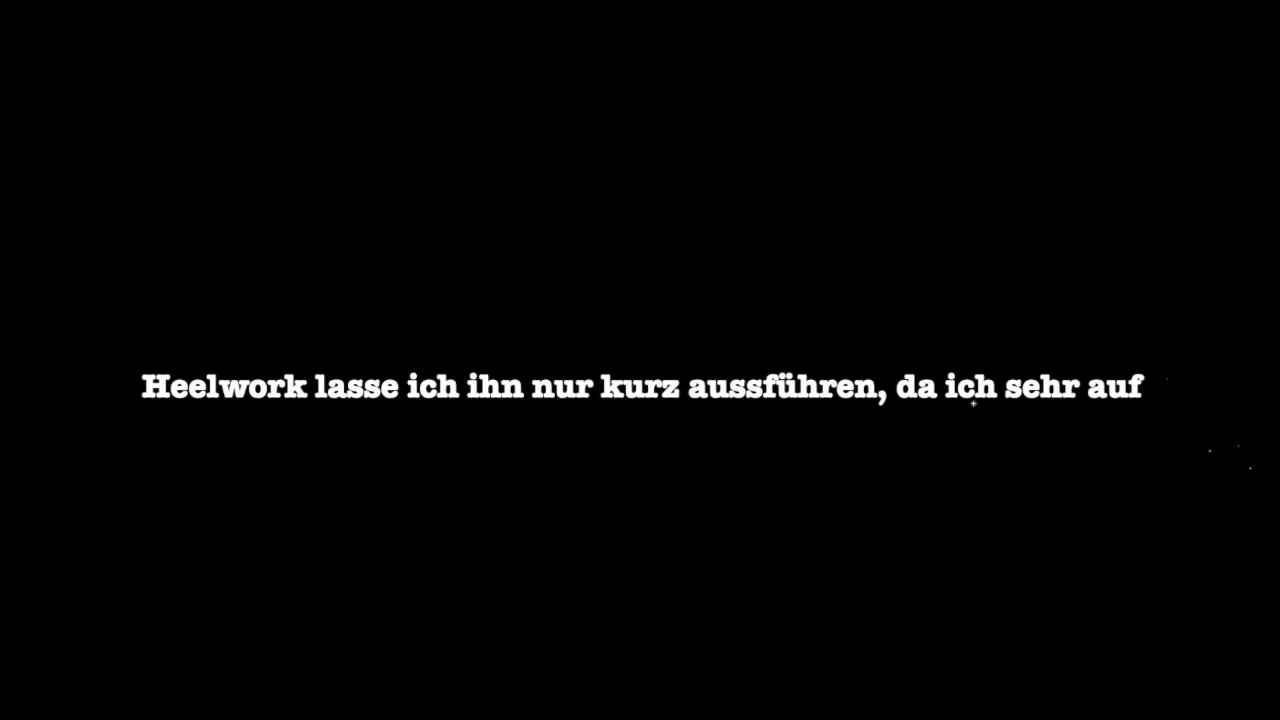 Heelwork lasse ich ihn nur kurz aussführen, da ich sehr auf